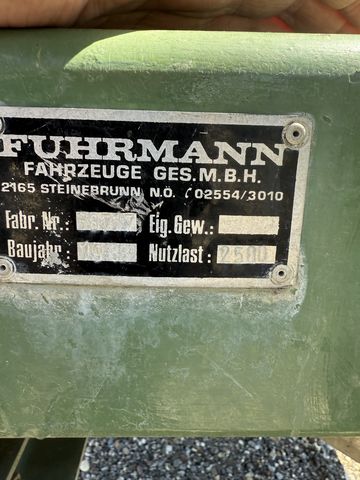 FUHRMANN
FAHRZEUGE GES.M.B.H.
2165 STEINEBRUNN N.Ö. 02554/3010
Fabr. Nr.: Eig. Gew.:
Baujahr Nutzlast: 2500